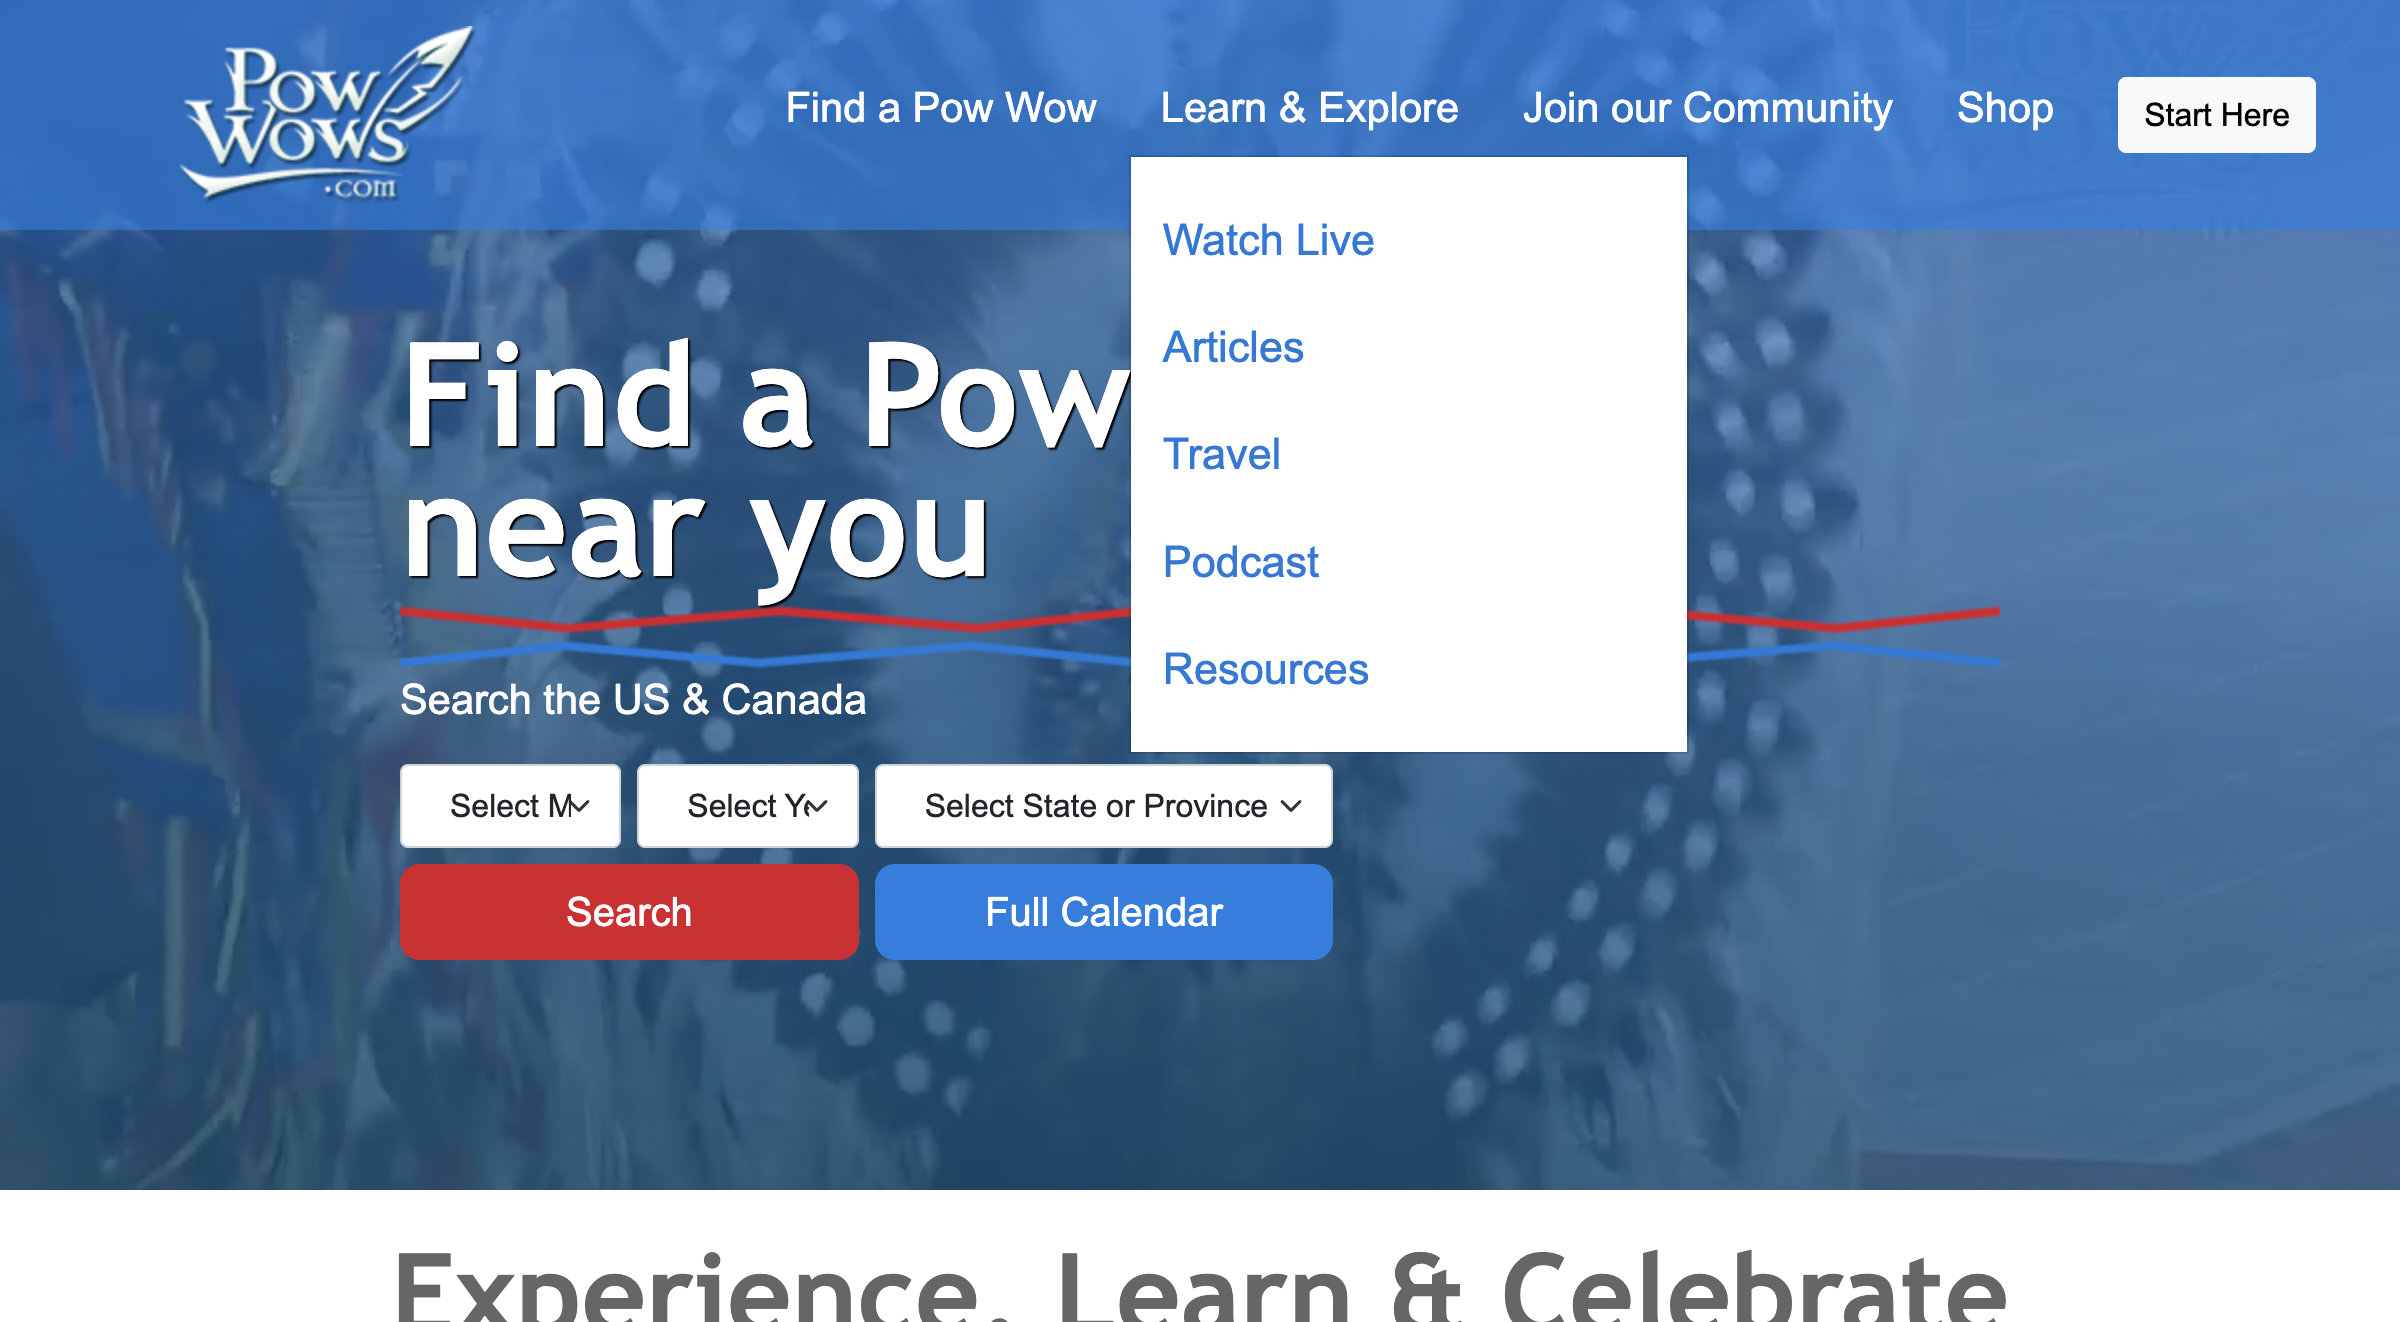 Pow Wows .com
Find a Pow Wow
Learn & Explore
Join our Community
Shop
Start Here
Watch Live
Articles
Travel
Podcast
Resources
Find a Pow
near you
Search the US & Canada
Select M
Select Y
Select State or Province
Search
Full Calendar
Experience, Learn & Celebrate